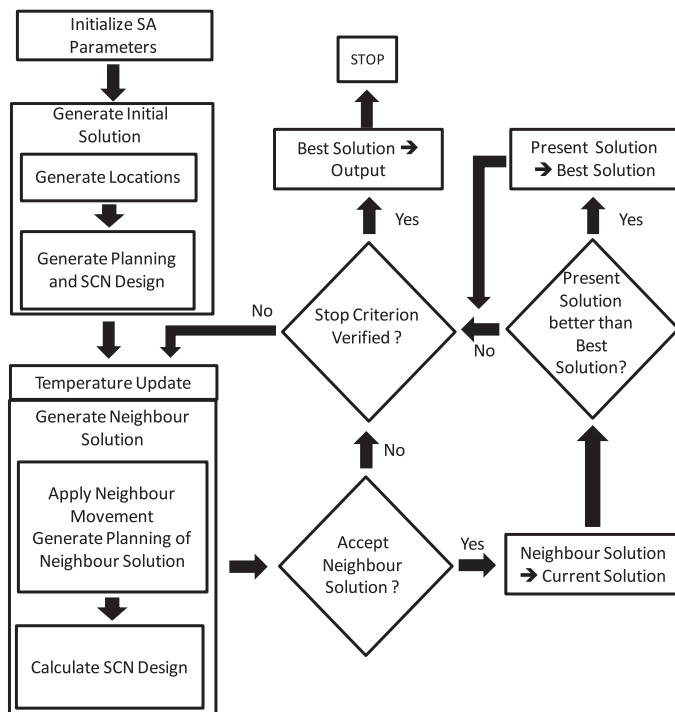 Initialize SA
Parameters
Generate Initial
Solution
Generate Locations
Generate Planning
and SCN Design
Temperature Update
Generate Neighbour
Solution
Apply Neighbour
Movement
Generate Planning of
Neighbour Solution
Calculate SCN Design
STOP
Best Solution ➔
Output
Yes
Stop Criterion
Verified ?
No
No
Accept
Neighbour
Solution ?
Yes
Neighbour Solution
➔ Current Solution
Present Solution
➔ Best Solution
Yes
Present
Solution
better than
Best
Solution?
No